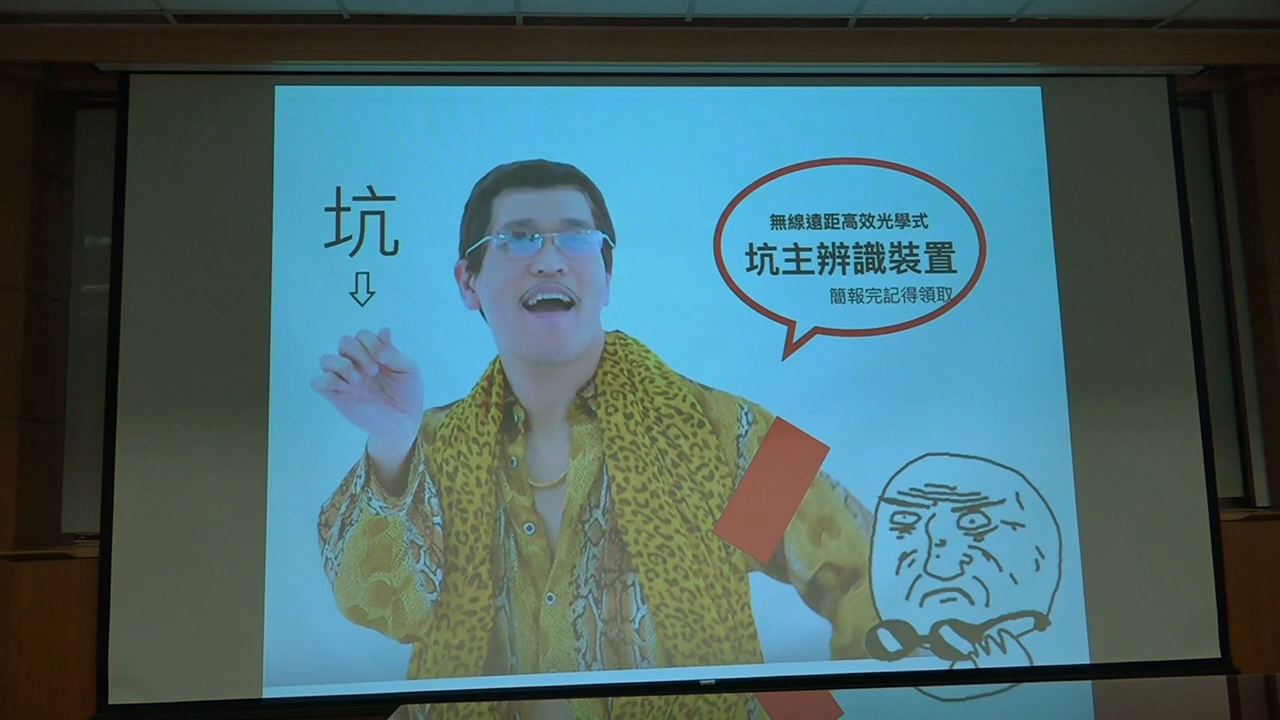 坑
無線遠距高效光學式
坑主辨識裝置
簡報完記得領取